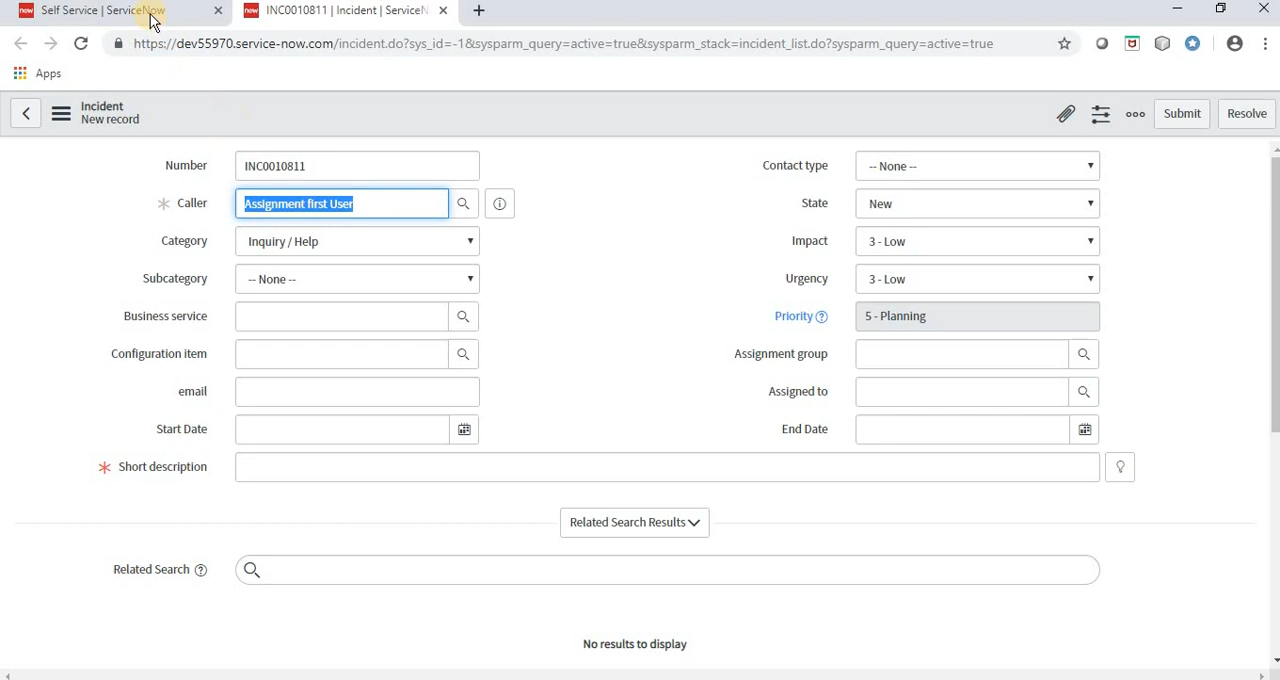 now Self Service | ServiceNow
now INC0010811 | Incident | ServiceN
https://dev55970.service-now.com/incident.do?sys_id=-1&sysparm_query=active=true&sysparm_stack=incident_list.do?sysparm_query=active=true
Apps
Incident
New record
Submit
Resolve
Number INC0010811
Contact type -- None --
Caller Assignment first User
State New
Category Inquiry / Help
Impact 3 - Low
Subcategory -- None --
Urgency 3 - Low
Business service
Priority 5 - Planning
Configuration item
Assignment group
email
Assigned to
Start Date
End Date
Short description
Related Search Results
Related Search
No results to display